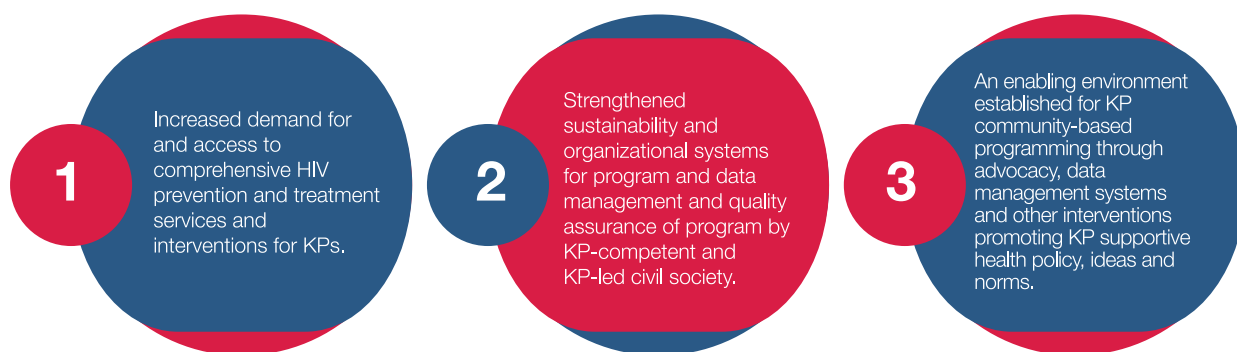 1
Increased demand for
and access to
comprehensive HIV
prevention and treatment
services and
interventions for KPs.
2
Strengthened
sustainability and
organizational systems
for program and data
management and quality
assurance of program by
KP-competent and
KP-led civil society.
3
An enabling environment
established for KP
community-based
programming through
advocacy, data
management systems
and other interventions
promoting KP supportive
health policy, ideas and
norms.